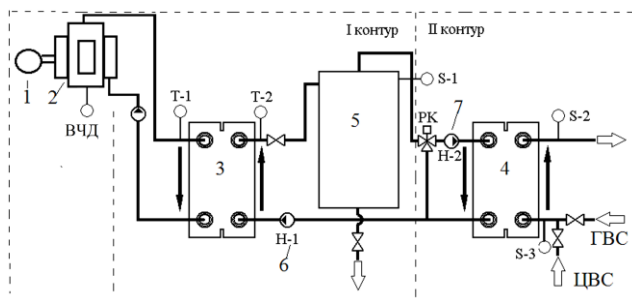 I контур
II контур
1
2
ВЧД
T-1
T-2
3
5
S-1
РК
7
Н-2
4
S-2
Н-1
6
S-3
ГВС
ЦВС